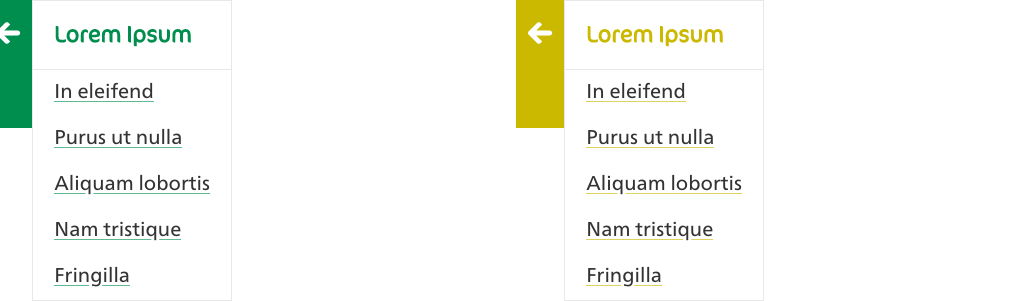 Lorem Ipsum
In eleifend
Purus ut nulla
Aliquam lobortis
Nam tristique
Fringilla
Lorem Ipsum
In eleifend
Purus ut nulla
Aliquam lobortis
Nam tristique
Fringilla